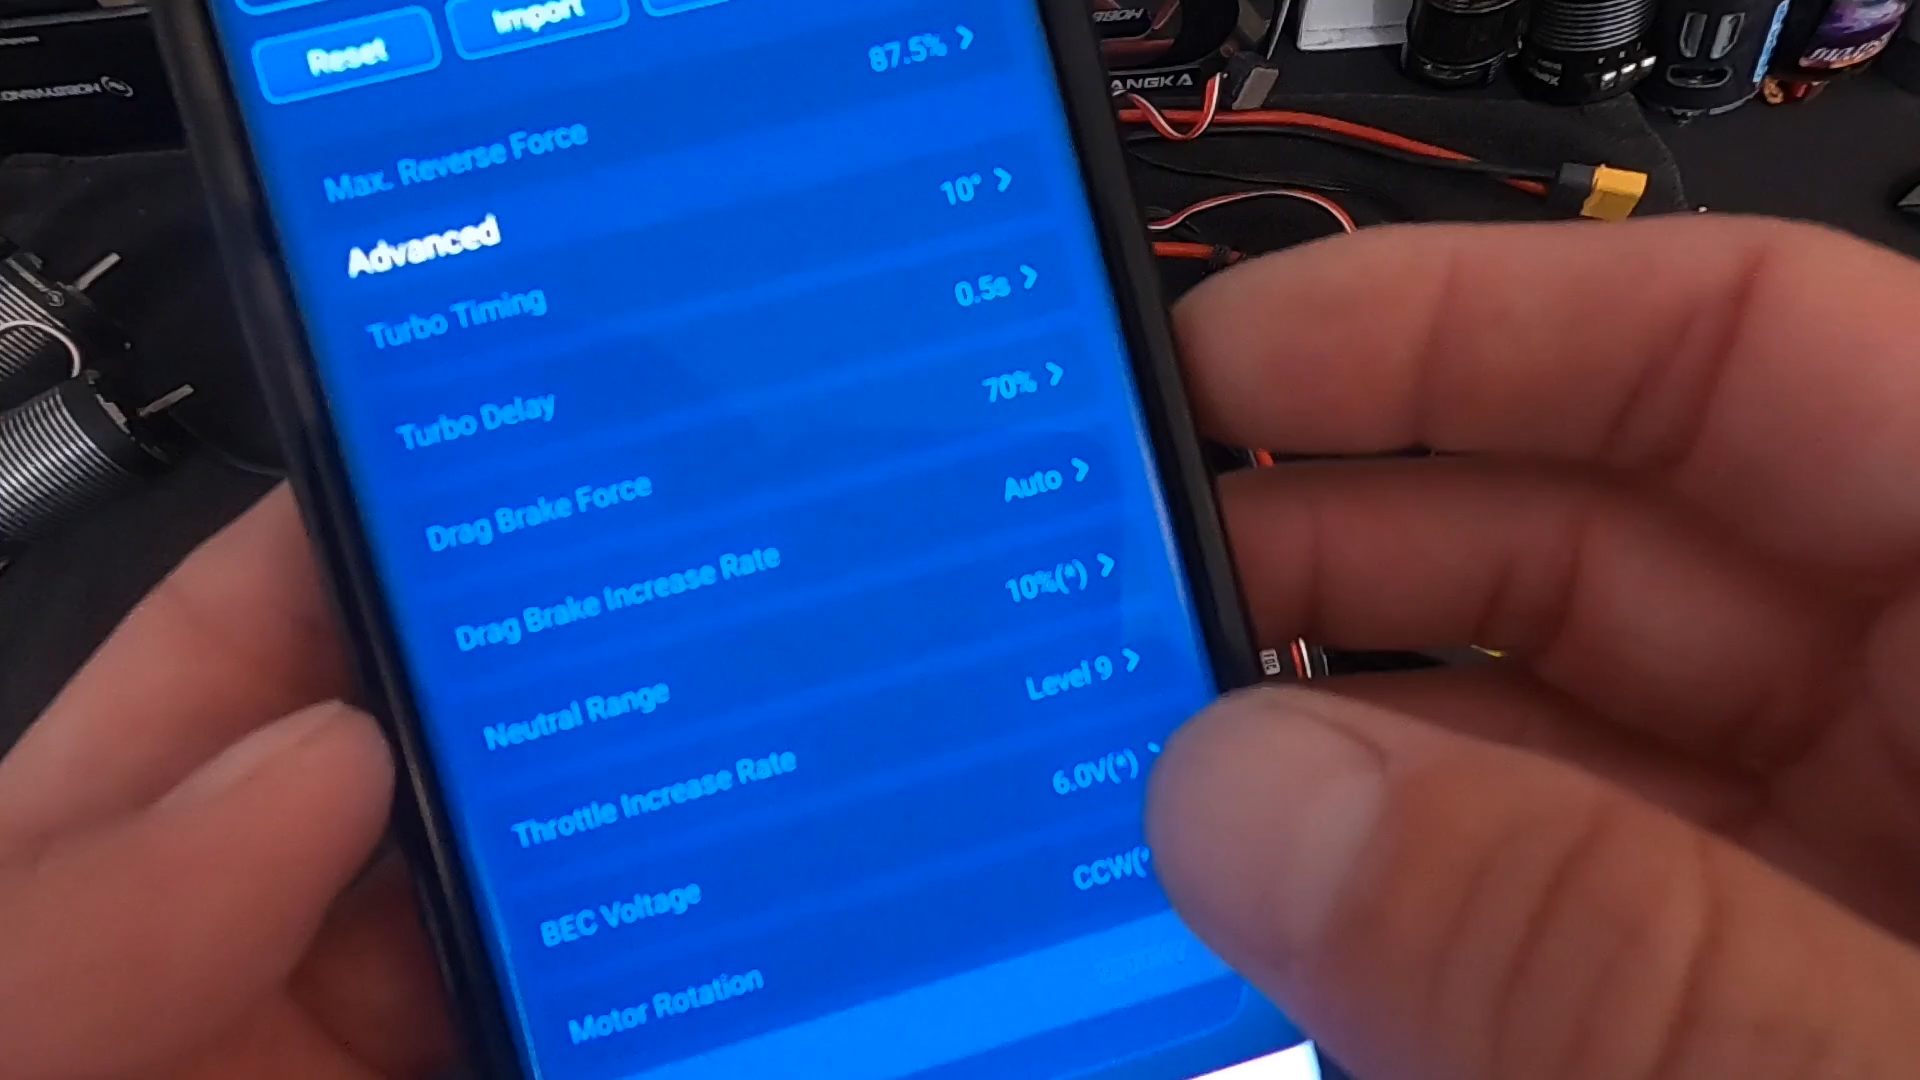 Reset
Import
Max. Reverse Force 87.5%
Advanced
Turbo Timing 10°
Turbo Delay 0.5s
Drag Brake Force 70%
Drag Brake Increase Rate Auto
Neutral Range 10%(*)
Throttle Increase Rate Level 9
BEC Voltage 6.0V(*)
Motor Rotation CCW(*
ANGKA